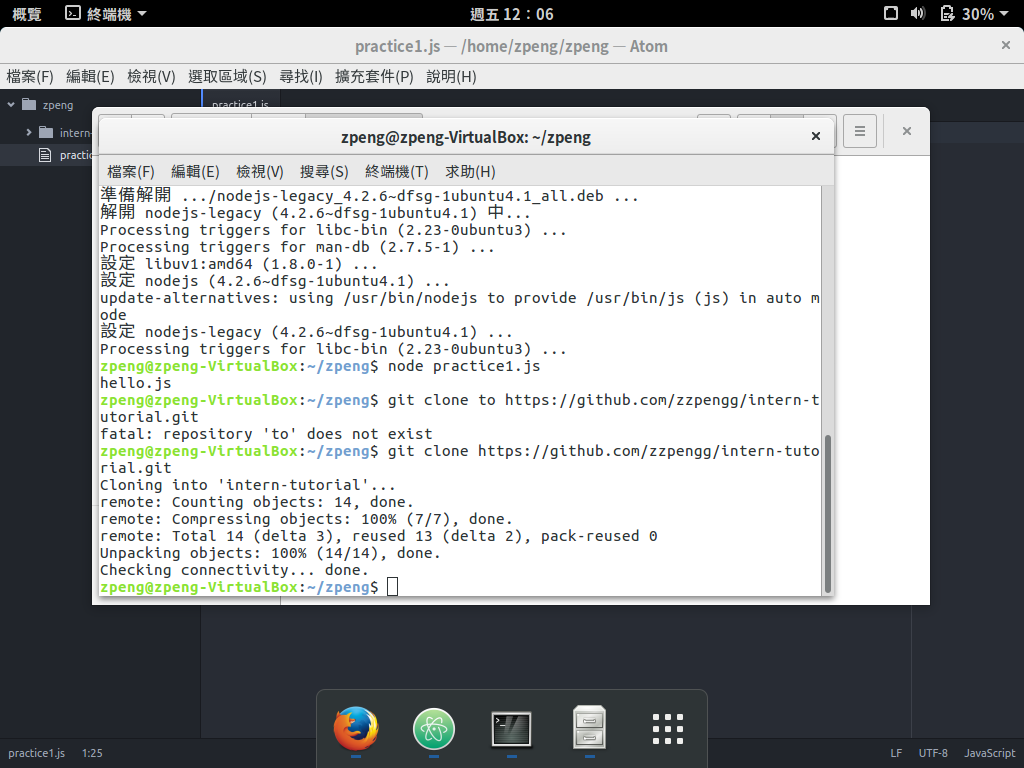 概覽 終端機 週五 12：06 30%
practice1.js — /home/zpeng/zpeng — Atom
檔案(F) 編輯(E) 檢視(V) 選取區域(S) 尋找(I) 擴充套件(P) 說明(H)
zpeng
practice1.js
intern-
practic
zpeng@zpeng-VirtualBox: ~/zpeng
檔案(F) 編輯(E) 檢視(V) 搜尋(S) 終端機(T) 求助(H)
準備解開 .../nodejs-legacy_4.2.6~dfsg-1ubuntu4.1_all.deb ...
解開 nodejs-legacy (4.2.6~dfsg-1ubuntu4.1) 中...
Processing triggers for libc-bin (2.23-0ubuntu3) ...
Processing triggers for man-db (2.7.5-1) ...
設定 libuv1:amd64 (1.8.0-1) ...
設定 nodejs (4.2.6~dfsg-1ubuntu4.1) ...
update-alternatives: using /usr/bin/nodejs to provide /usr/bin/js (js) in auto m
ode
設定 nodejs-legacy (4.2.6~dfsg-1ubuntu4.1) ...
Processing triggers for libc-bin (2.23-0ubuntu3) ...
zpeng@zpeng-VirtualBox:~/zpeng$ node practice1.js
hello.js
zpeng@zpeng-VirtualBox:~/zpeng$ git clone to https://github.com/zzpengg/intern-t
utorial.git
fatal: repository 'to' does not exist
zpeng@zpeng-VirtualBox:~/zpeng$ git clone https://github.com/zzpengg/intern-tuto
rial.git
Cloning into 'intern-tutorial'...
remote: Counting objects: 14, done.
remote: Compressing objects: 100% (7/7), done.
remote: Total 14 (delta 3), reused 13 (delta 2), pack-reused 0
Unpacking objects: 100% (14/14), done.
Checking connectivity... done.
zpeng@zpeng-VirtualBox:~/zpeng$
practice1.js 1:25 LF UTF-8 JavaScript